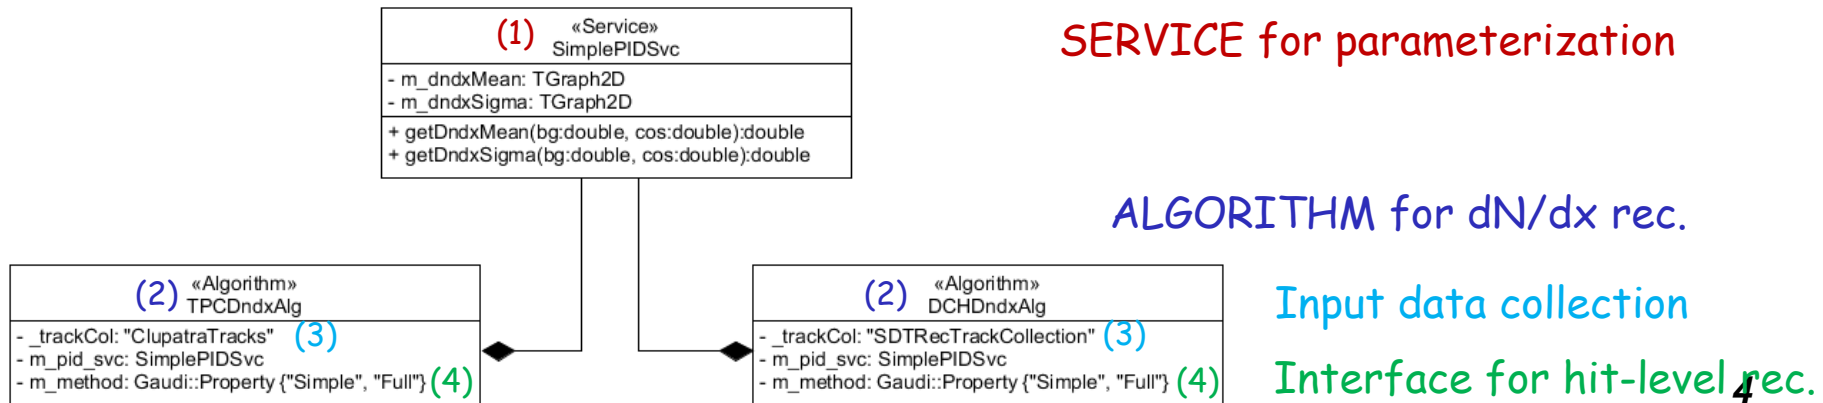 (1) «Service»
SimplePIDSvc
- m_dndxMean: TGraph2D
- m_dndxSigma: TGraph2D
+ getDndxMean(bg:double, cos:double):double
+ getDndxSigma(bg:double, cos:double):double
SERVICE for parameterization
ALGORITHM for dN/dx rec.
(2) «Algorithm»
TPCDndxAlg
- _trackCol: "ClupatraTracks" (3)
- m_pid_svc: SimplePIDSvc
- m_method: Gaudi::Property {"Simple", "Full"} (4)
(2) «Algorithm»
DCHDndxAlg
- _trackCol: "SDTRecTrackCollection" (3)
- m_pid_svc: SimplePIDSvc
- m_method: Gaudi::Property {"Simple", "Full"} (4)
Input data collection
Interface for hit-level rec.
4